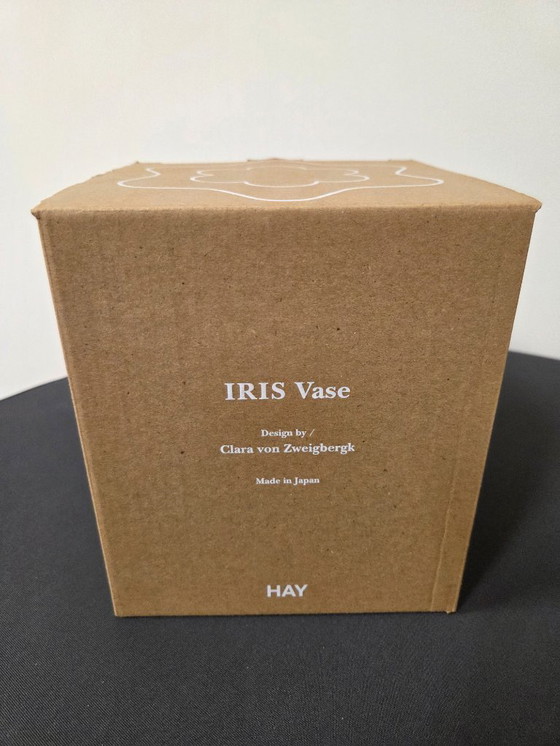 IRIS Vase
Design by /
Clara von Zweigbergk
Made in Japan
HAY